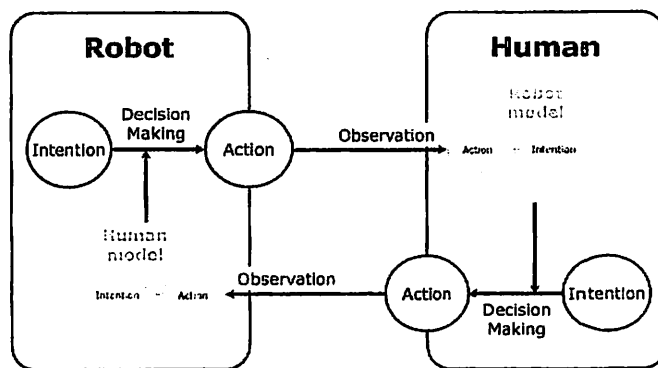 Robot
Human
Decision
Making
Intention
Action
Observation
Robot
model
Action
Intention
Human
model
Intention
Action
Observation
Action
Intention
Decision
Making